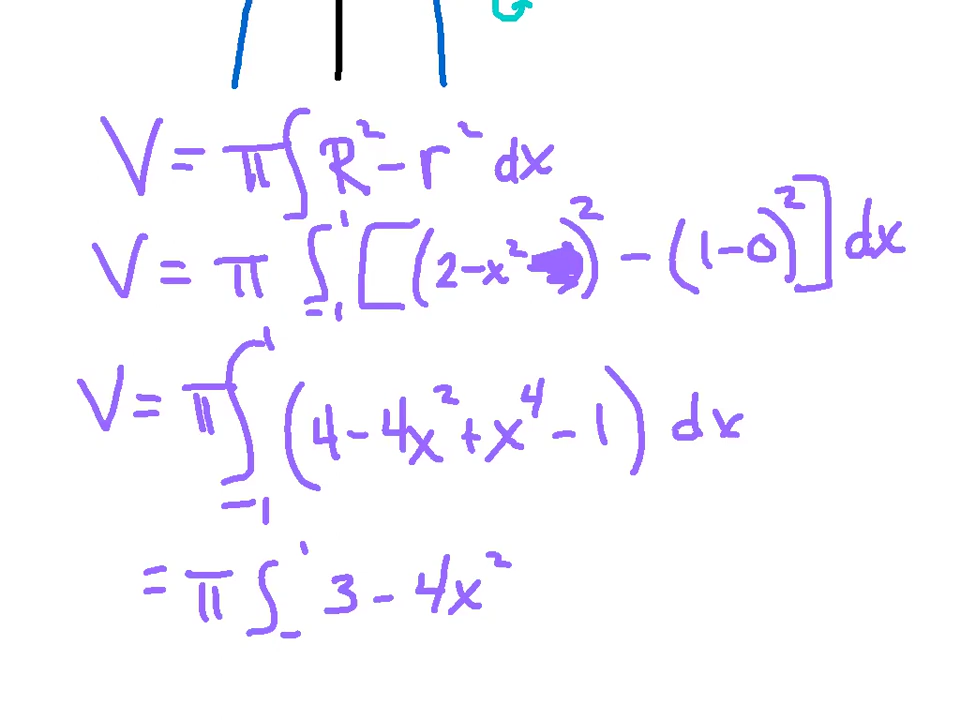 V = π∫ R² - r² dx
V = π ∫₋₁¹ [(2-x²)² - (1-0)²] dx
V = π ∫₋₁¹ (4 - 4x² + x⁴ - 1) dx
= π ∫₋¹ 3 - 4x²